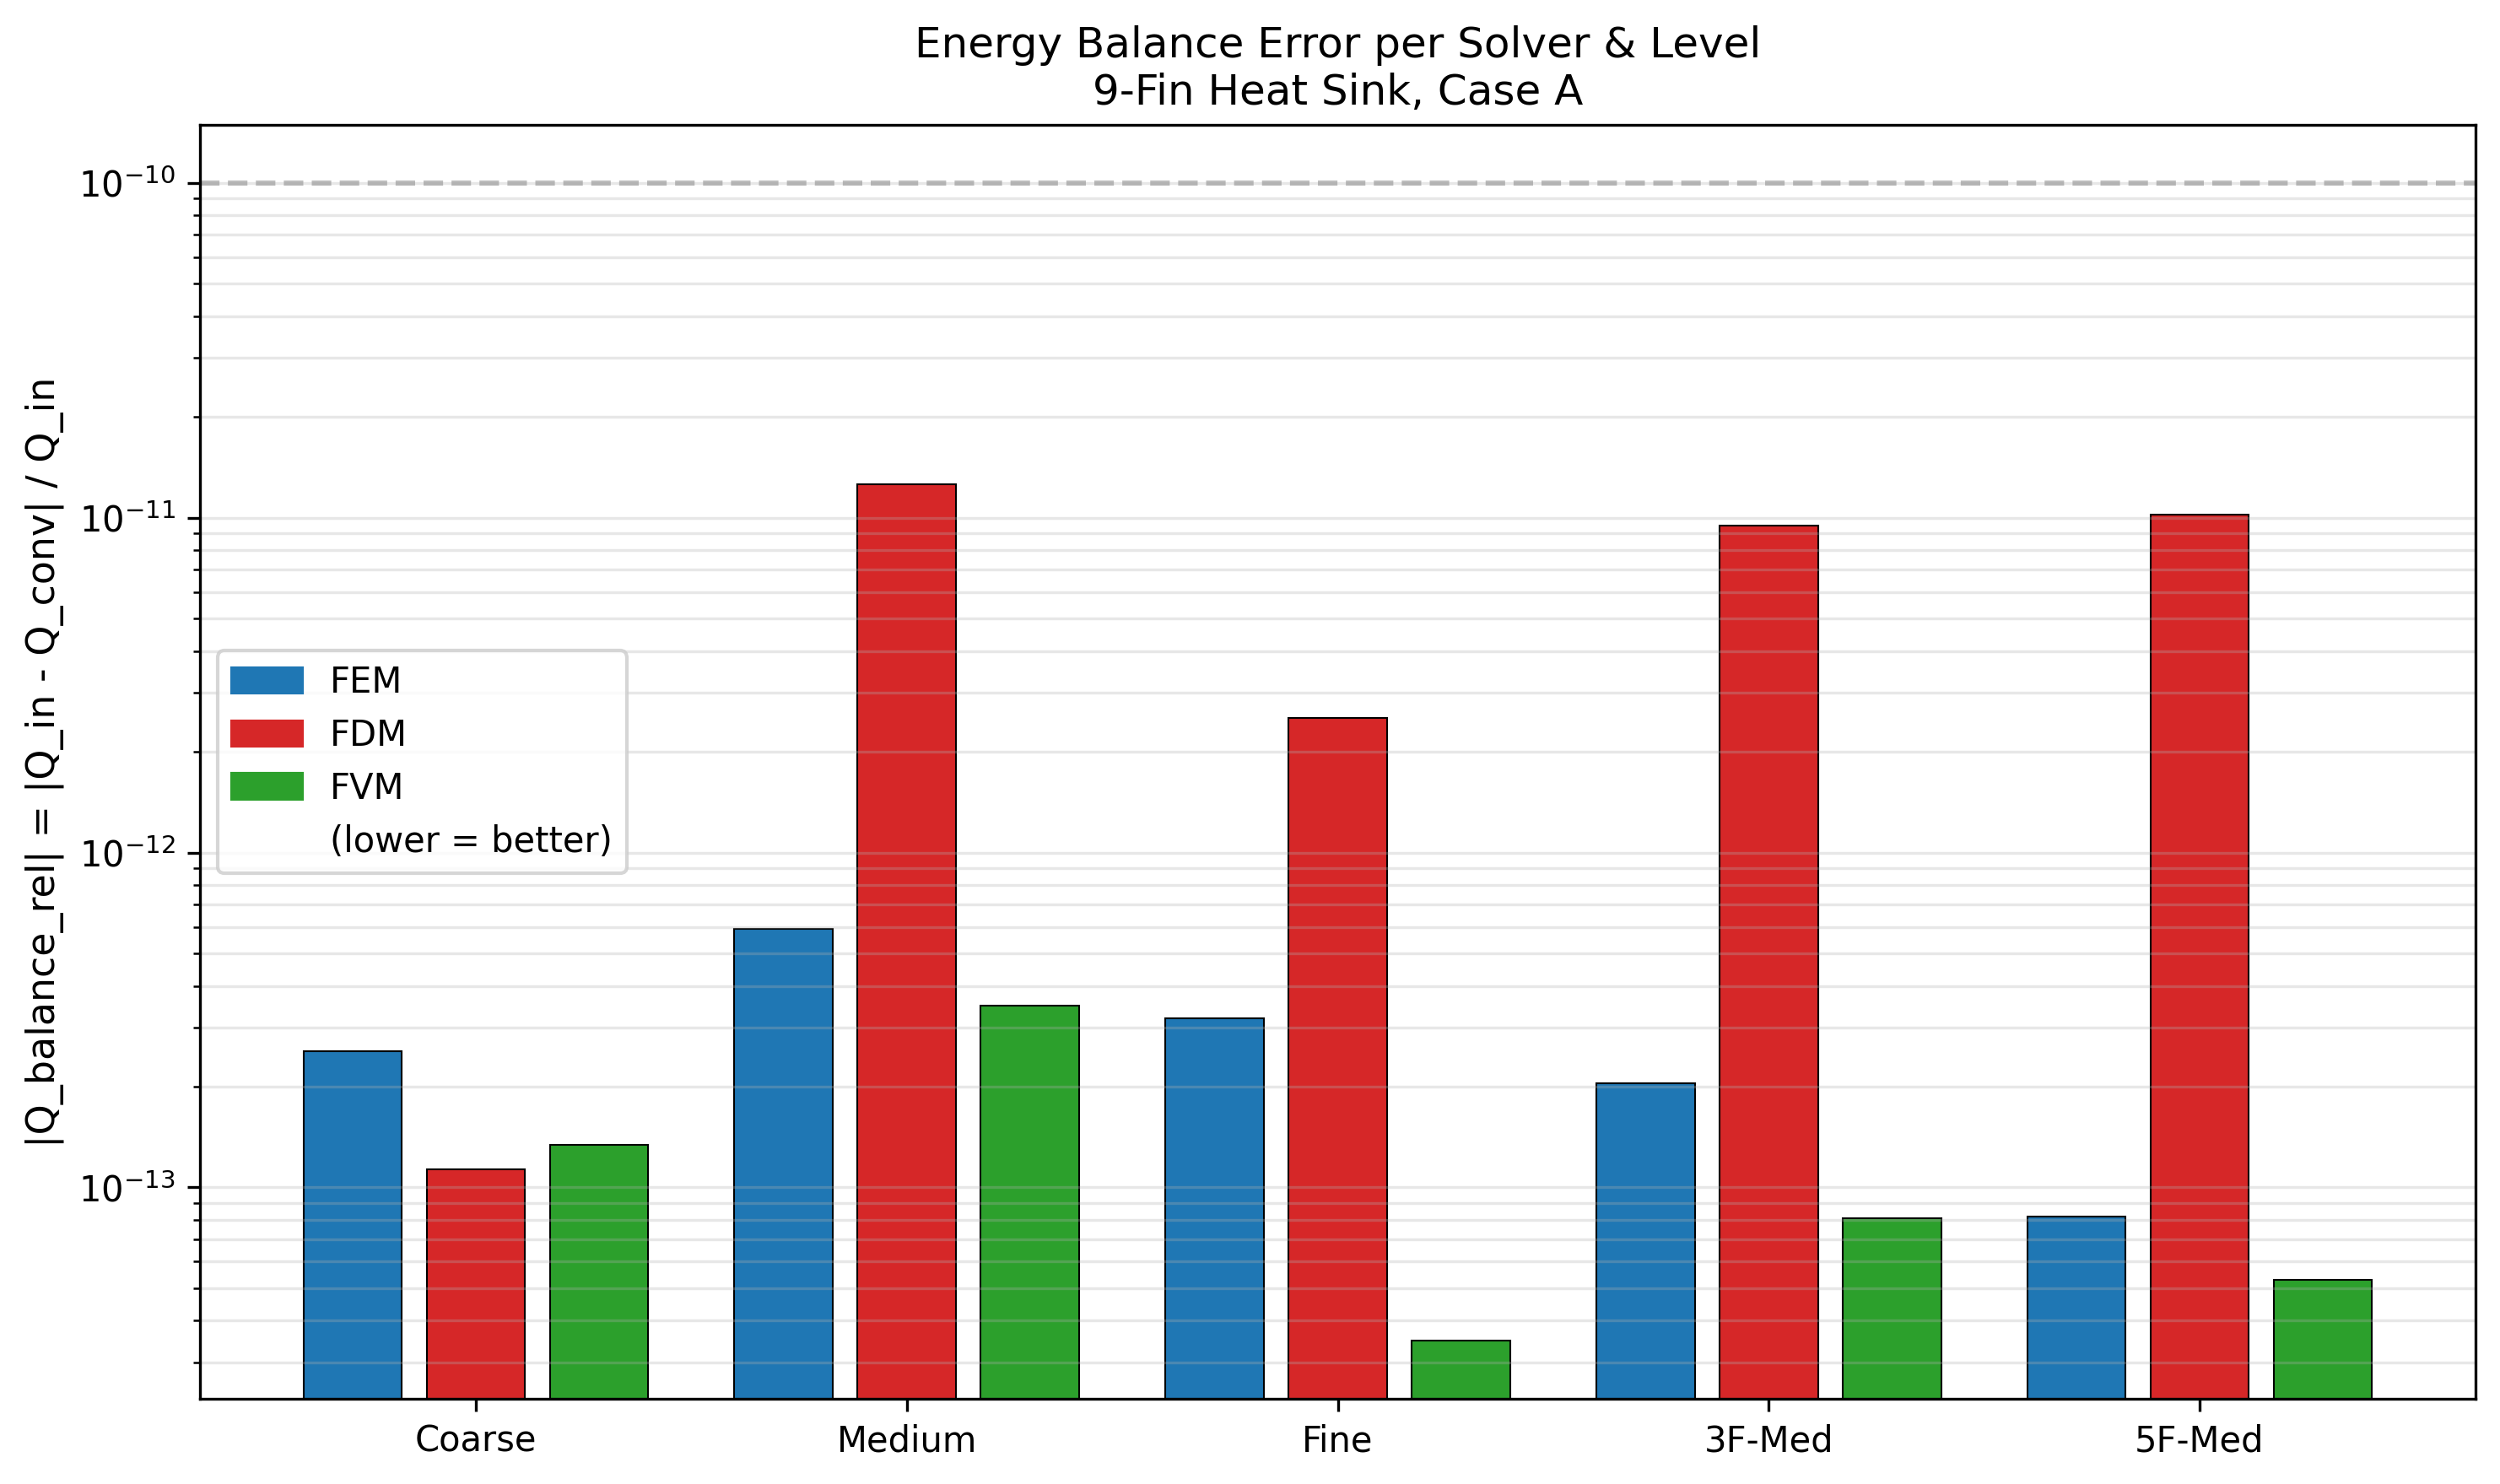 Energy Balance Error per Solver & Level
9-Fin Heat Sink, Case A
|Q_balance_rel| = |Q_in - Q_conv| / Q_in
10⁻¹⁰
10⁻¹¹
10⁻¹²
10⁻¹³
FEM
FDM
FVM
(lower = better)
Coarse
Medium
Fine
3F-Med
5F-Med